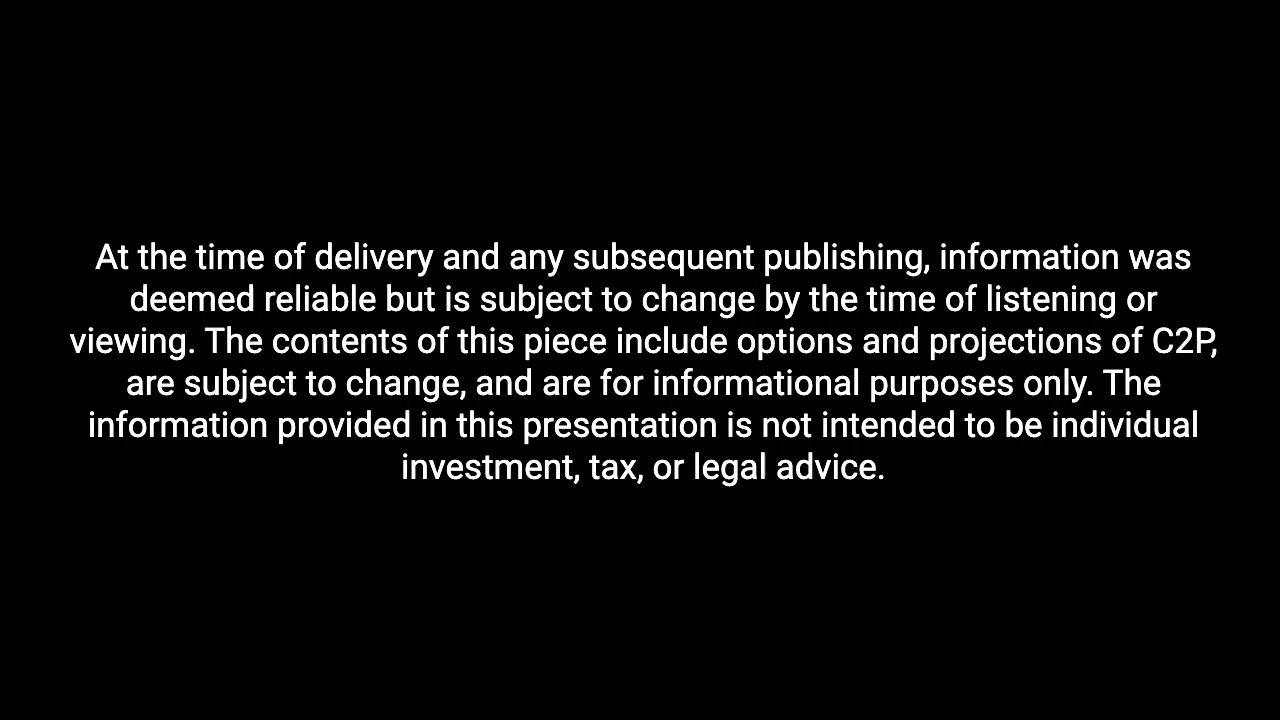 At the time of delivery and any subsequent publishing, information was
deemed reliable but is subject to change by the time of listening or
viewing. The contents of this piece include options and projections of C2P,
are subject to change, and are for informational purposes only. The
information provided in this presentation is not intended to be individual
investment, tax, or legal advice.